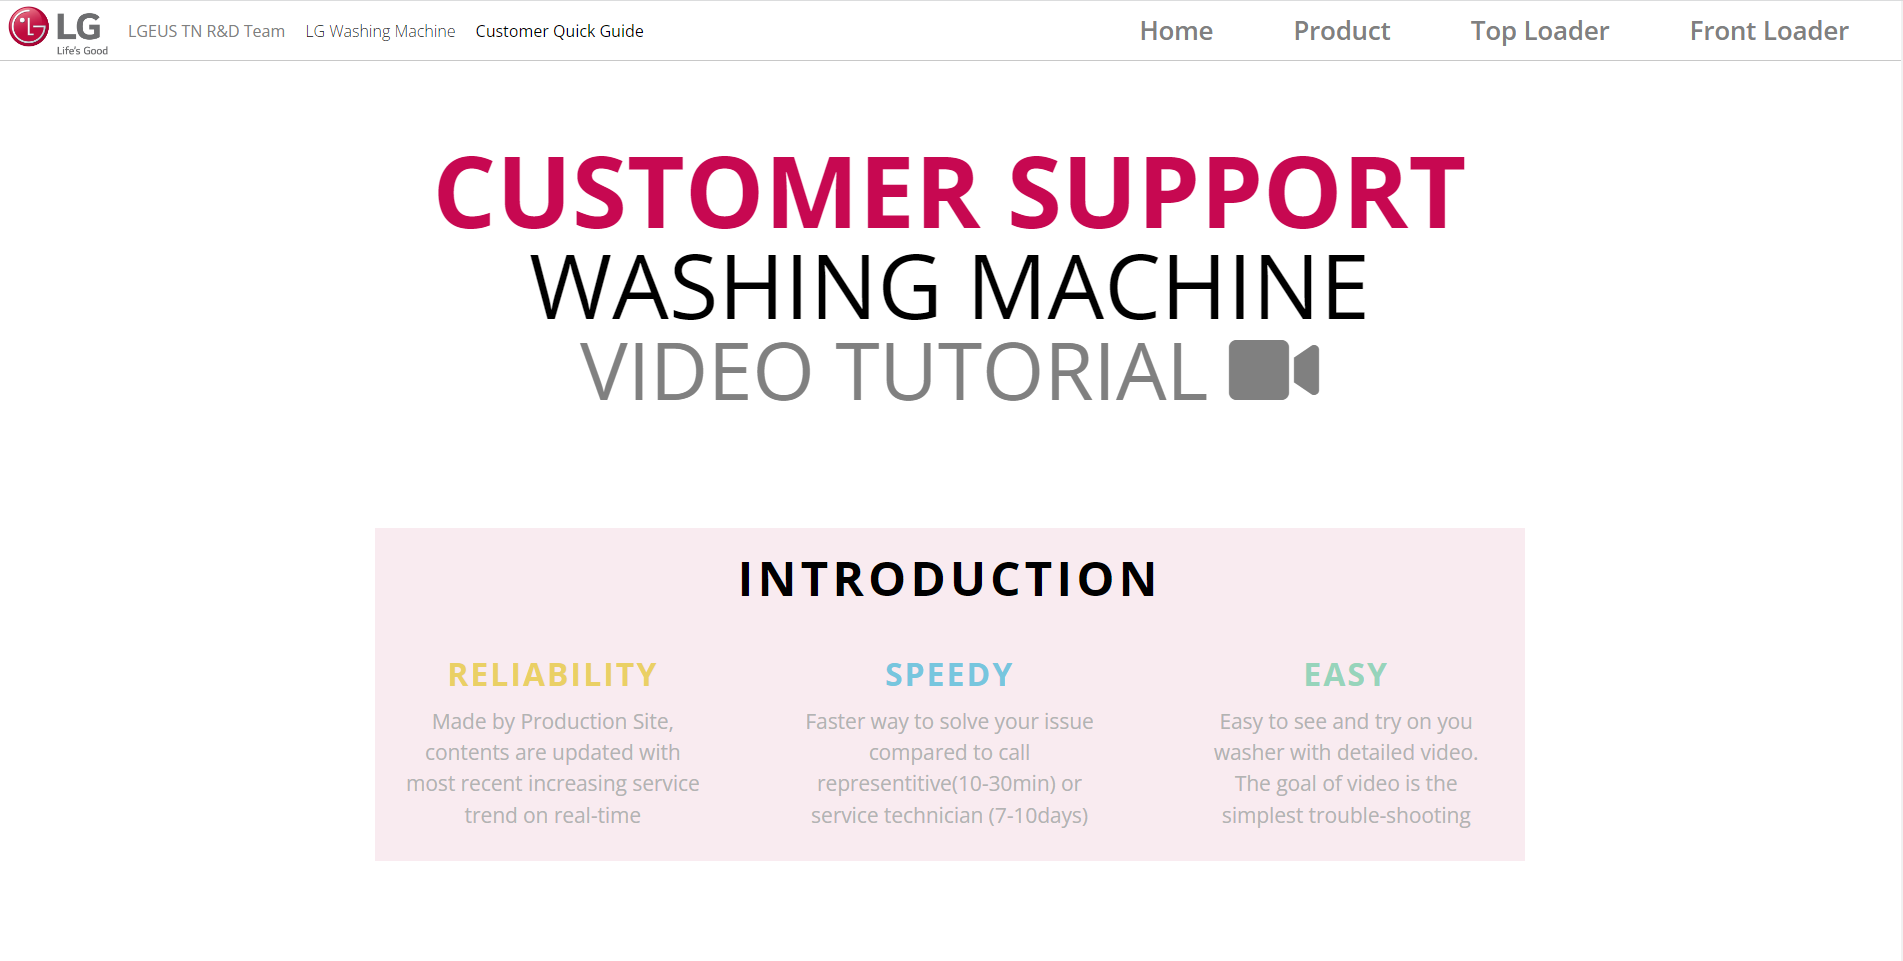 LG
Life's Good
LGEUS TN R&D Team
LG Washing Machine
Customer Quick Guide
Home
Product
Top Loader
Front Loader
CUSTOMER SUPPORT
WASHING MACHINE
VIDEO TUTORIAL
INTRODUCTION
RELIABILITY
Made by Production Site,
contents are updated with
most recent increasing service
trend on real-time
SPEEDY
Faster way to solve your issue
compared to call
representitive(10-30min) or
service technician (7-10days)
EASY
Easy to see and try on you
washer with detailed video.
The goal of video is the
simplest trouble-shooting